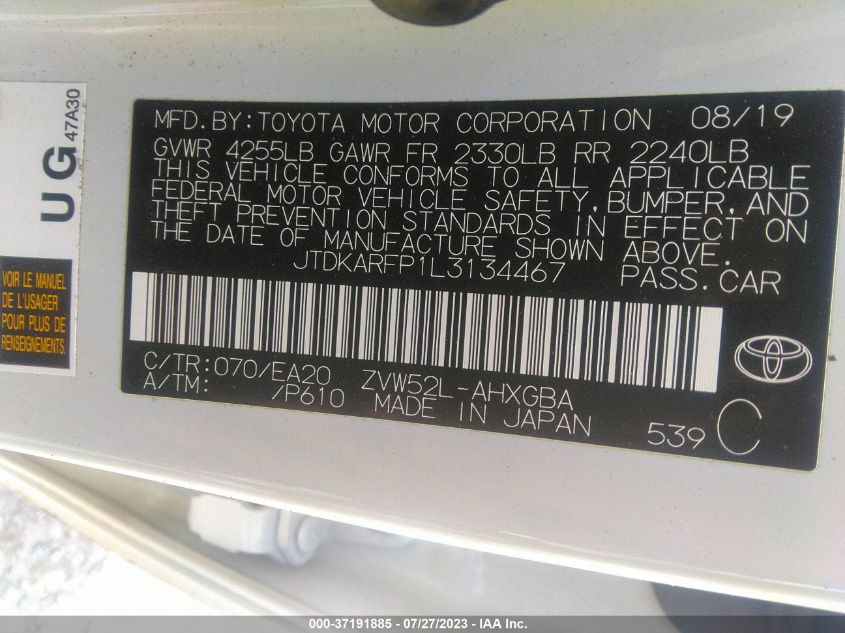 UG 47A30
VOIR LE MANUEL
DE L'USAGER
POUR PLUS DE
RENSEIGNEMENTS.
MFD.BY:TOYOTA MOTOR CORPORATION 08/19
GVWR 4255LB GAWR FR 2330LB RR 2240LB
THIS VEHICLE CONFORMS TO ALL APPLICABLE
FEDERAL MOTOR VEHICLE SAFETY,BUMPER,AND
THEFT PREVENTION STANDARDS IN EFFECT ON
THE DATE OF MANUFACTURE SHOWN ABOVE.
JTDKARFP1L3134467 PASS.CAR
C/TR:070/EA20 ZVW52L-AHXGBA
A/TM: /P610 MADE IN JAPAN
539 C
000-37191885 - 07/27/2023 - IAA Inc.